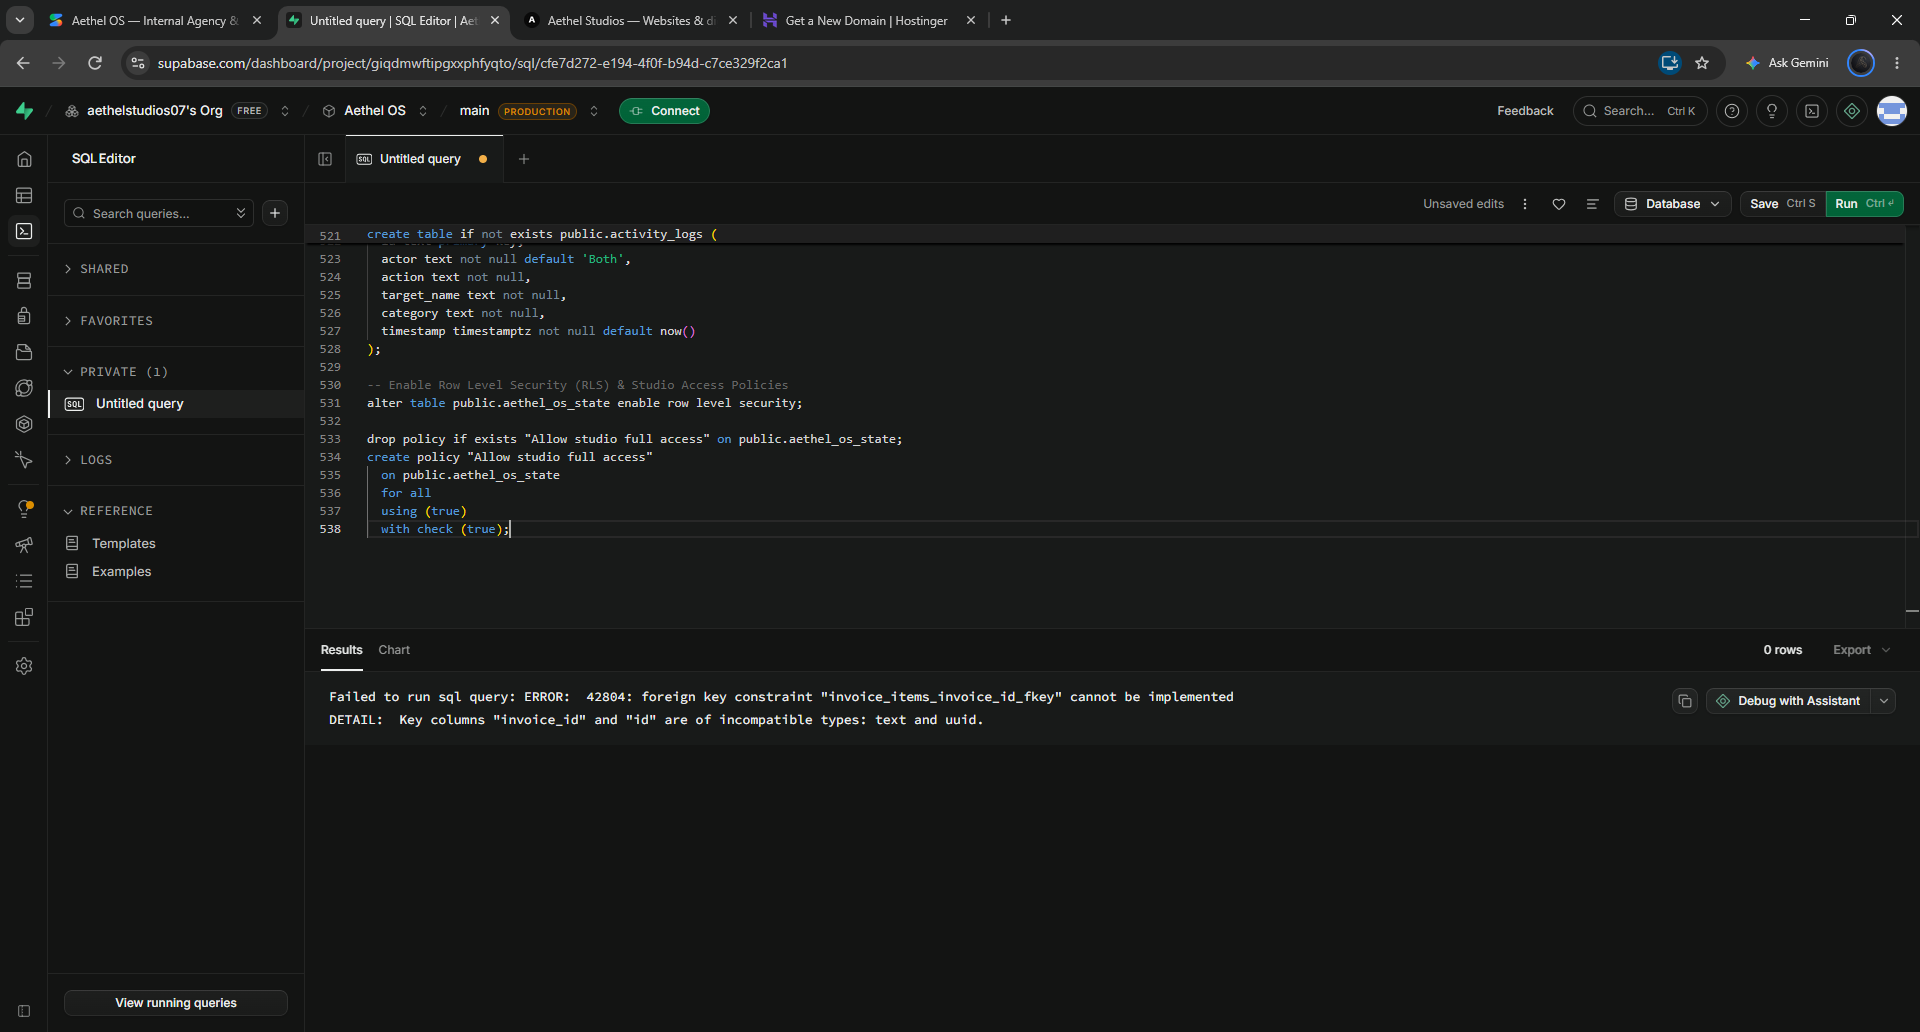 Aethel OS — Internal Agency &
Untitled query | SQL Editor | Aet
Aethel Studios — Websites & di
Get a New Domain | Hostinger
supabase.com/dashboard/project/giqdmwftipgxxphfyqto/sql/cfe7d272-e194-4f0f-b94d-c7ce329f2ca1
Ask Gemini
aethelstudios07's Org FREE
/ Aethel OS
/ main PRODUCTION
Connect
Feedback
Search... Ctrl K
SQL Editor
Untitled query
Search queries...
Unsaved edits
Database
Save Ctrl S
Run Ctrl ↵
SHARED
FAVORITES
PRIVATE (1)
SQL Untitled query
LOGS
REFERENCE
Templates
Examples
View running queries
521 create table if not exists public.activity_logs (
523 actor text not null default 'Both',
524 action text not null,
525 target_name text not null,
526 category text not null,
527 timestamp timestamptz not null default now()
528 );
529
530 -- Enable Row Level Security (RLS) & Studio Access Policies
531 alter table public.aethel_os_state enable row level security;
532
533 drop policy if exists "Allow studio full access" on public.aethel_os_state;
534 create policy "Allow studio full access"
535 on public.aethel_os_state
536 for all
537 using (true)
538 with check (true);
Results
Chart
0 rows
Export
Failed to run sql query: ERROR: 42804: foreign key constraint "invoice_items_invoice_id_fkey" cannot be implemented
DETAIL: Key columns "invoice_id" and "id" are of incompatible types: text and uuid.
Debug with Assistant